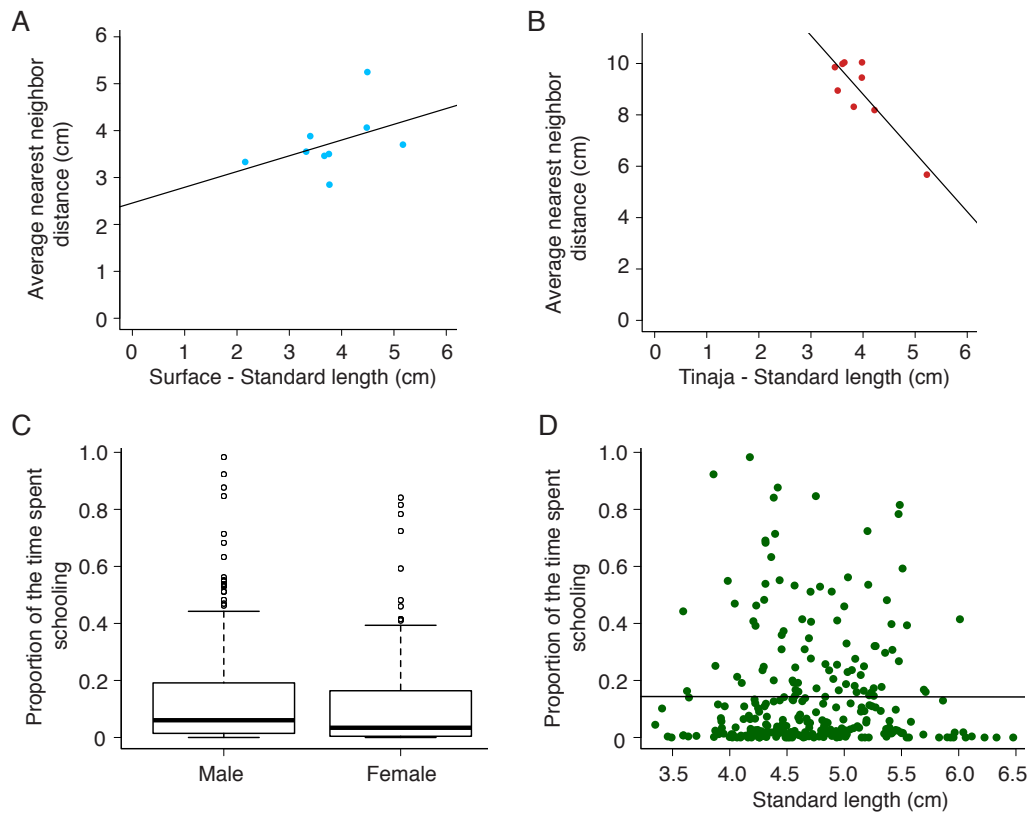 A
Average nearest neighbor
distance (cm)
6
5
4
3
2
1
0
0 1 2 3 4 5 6
Surface - Standard length (cm)
B
Average nearest neighbor
distance (cm)
10
8
6
4
2
0
0 1 2 3 4 5 6
Tinaja - Standard length (cm)
C
Proportion of the time spent
schooling
1.0
0.8
0.6
0.4
0.2
0
Male Female
D
Proportion of the time spent
schooling
1.0
0.8
0.6
0.4
0.2
0
3.5 4.0 4.5 5.0 5.5 6.0 6.5
Standard length (cm)